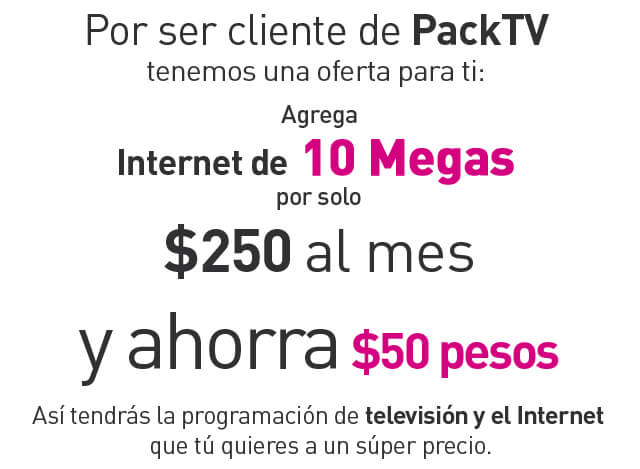 Por ser cliente de PackTV
tenemos una oferta para ti:
Agrega
Internet de 10 Megas
por solo
$250 al mes
y ahorra $50 pesos
Así tendrás la programación de televisión y el Internet
que tú quieres a un súper precio.